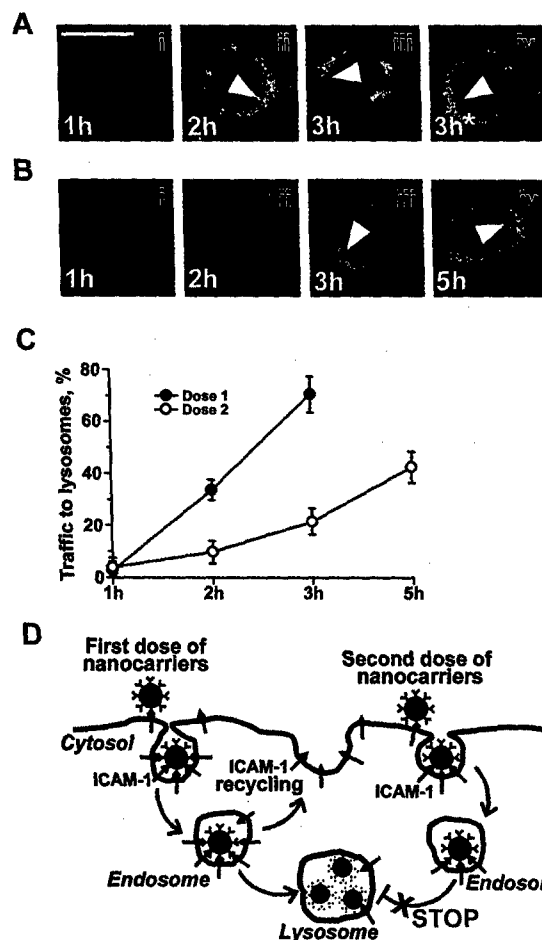 A
1h
2h
3h
3h*
B
1h
2h
3h
5h
C
Traffic to lysosomes, %
80
60
40
20
0
Dose 1
Dose 2
1h
2h
3h
5h
D
First dose of
nanocarriers
Second dose of
nanocarriers
Cytosol
ICAM-1
ICAM-1
recycling
ICAM-1
Endosome
Endosor
STOP
Lysosome